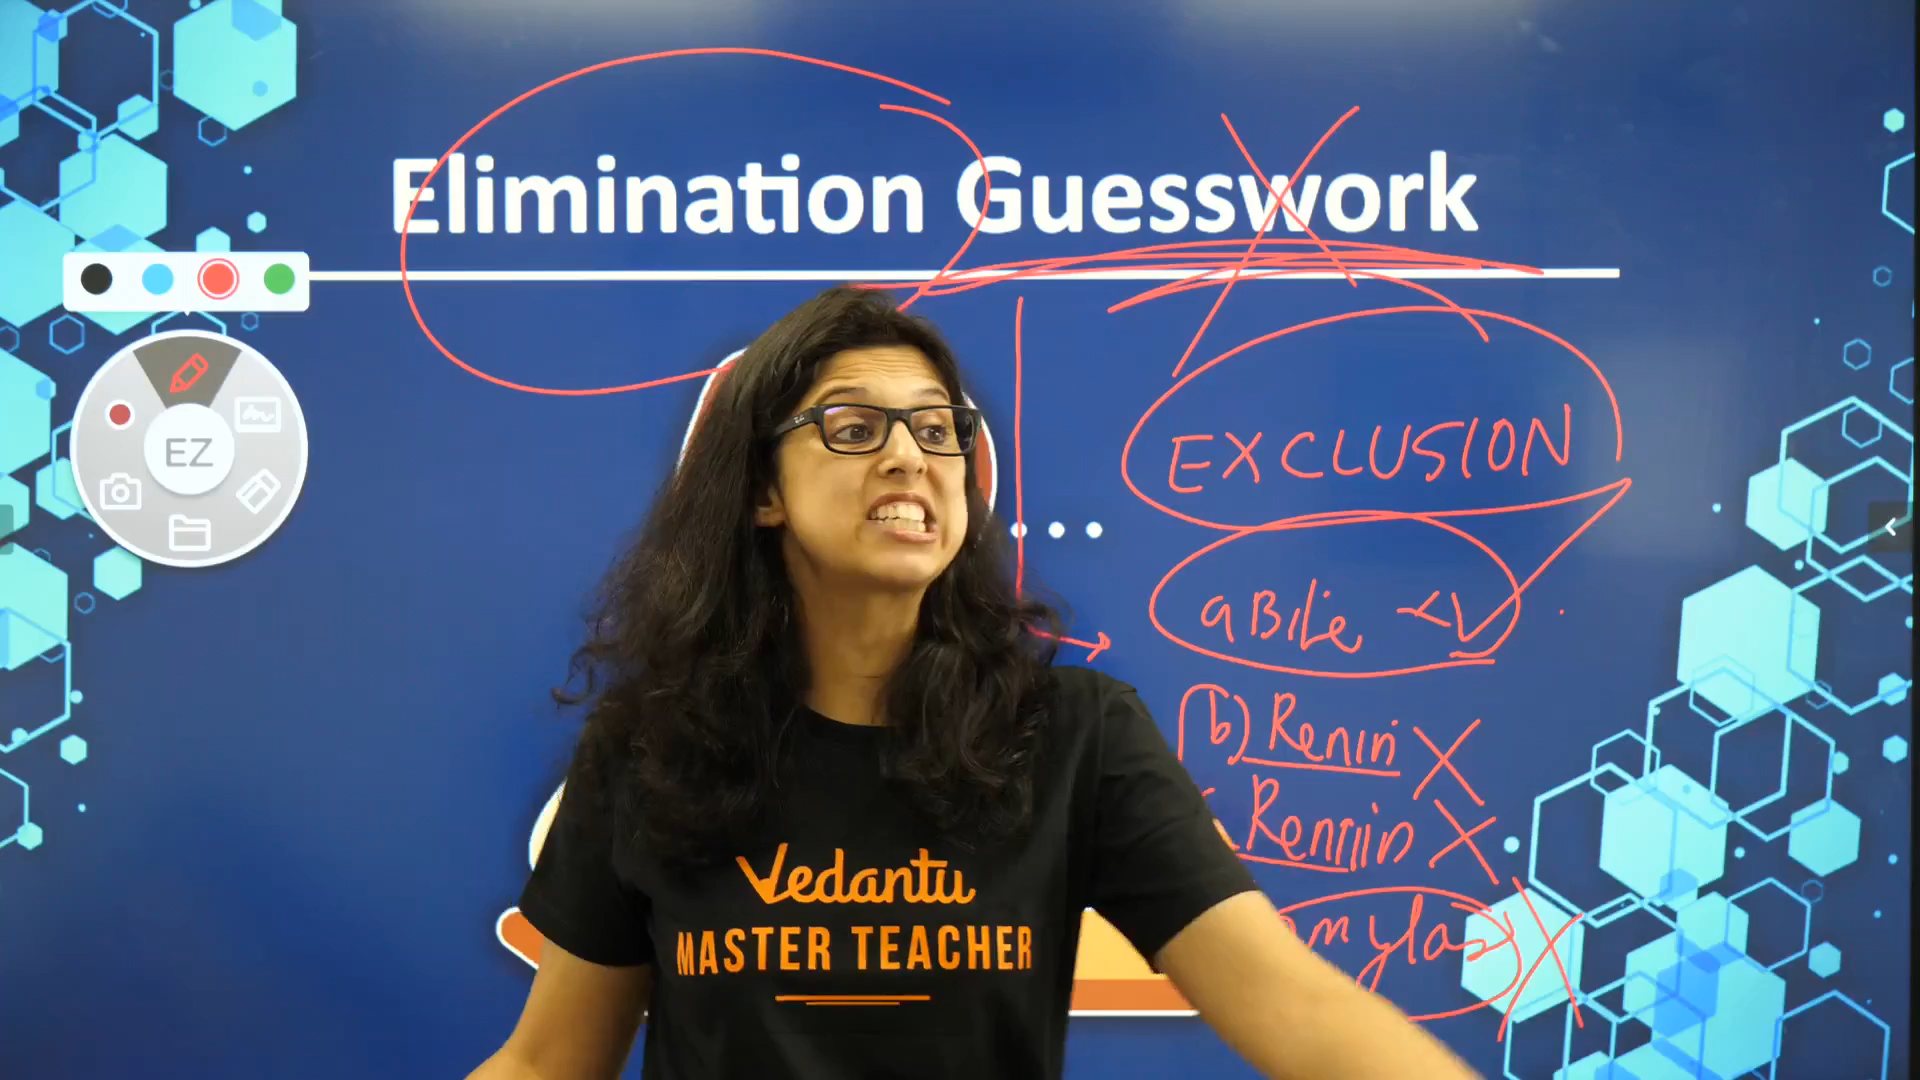 Elimination Guesswork
EZ
EXCLUSION
a Bile
(b) Renin X
Rennin X
Vedantu
MASTER TEACHER